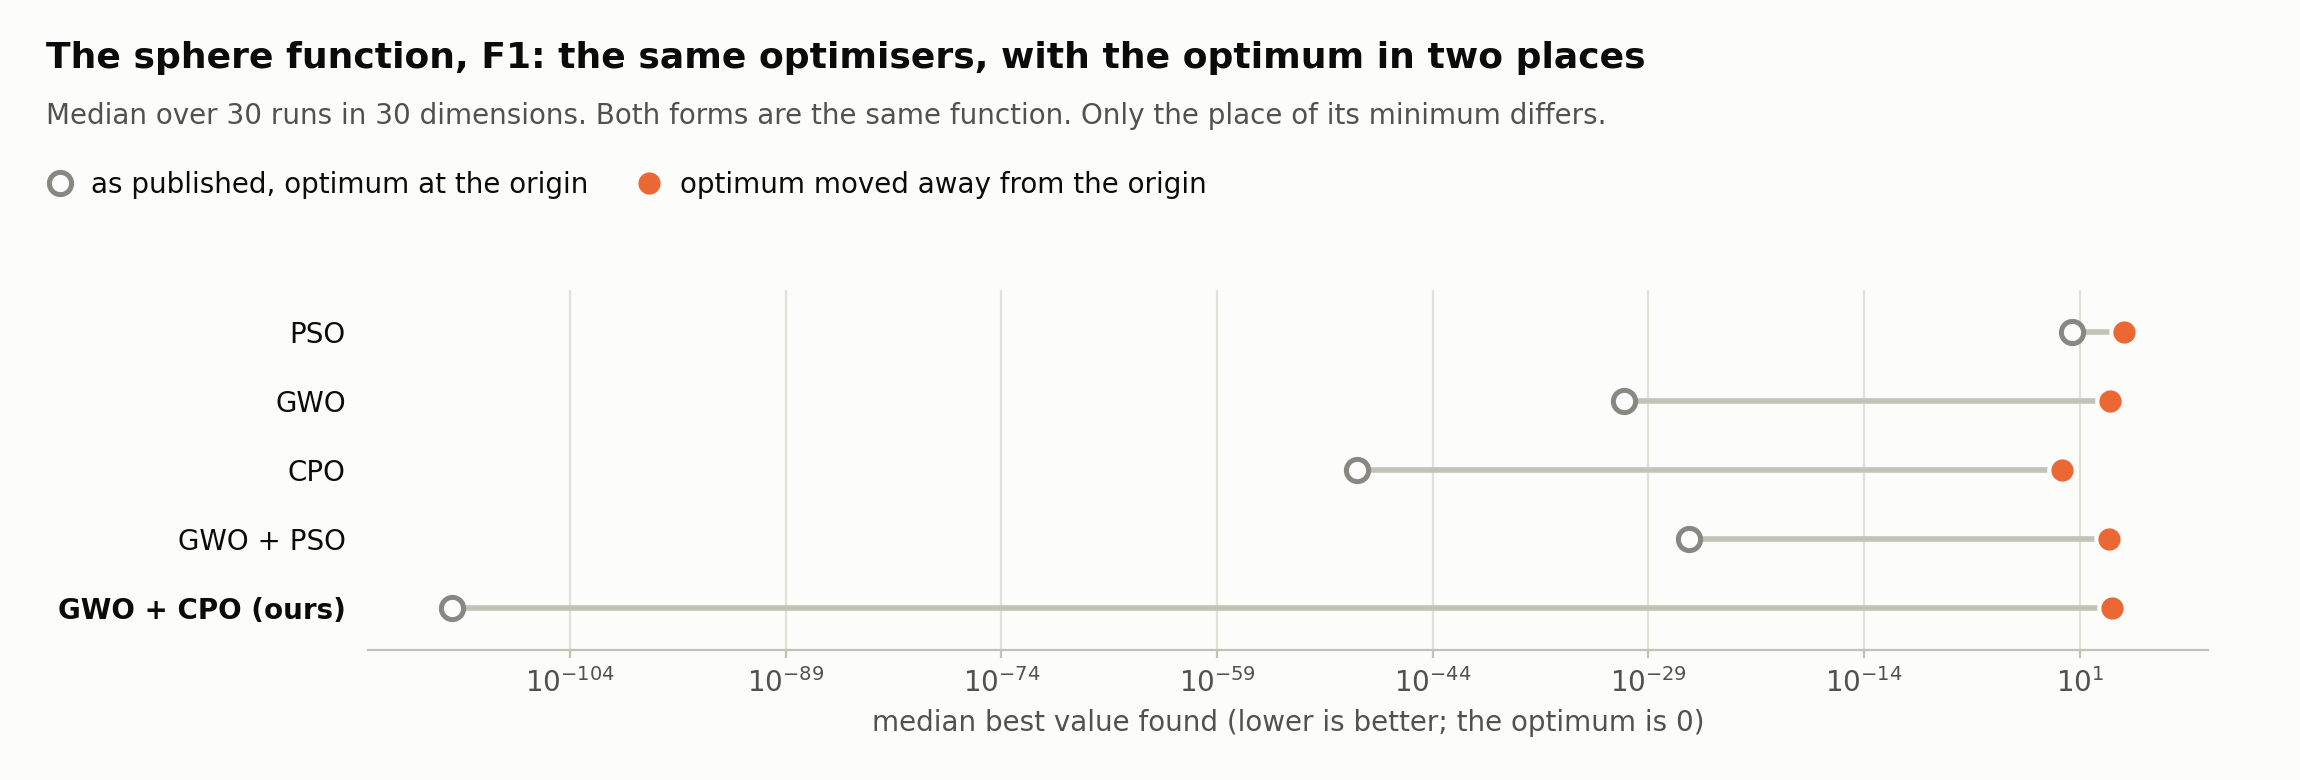 The sphere function, F1: the same optimisers, with the optimum in two places
Median over 30 runs in 30 dimensions. Both forms are the same function. Only the place of its minimum differs.
as published, optimum at the origin
optimum moved away from the origin
PSO
GWO
CPO
GWO + PSO
GWO + CPO (ours)
10⁻¹⁰⁴ 10⁻⁸⁹ 10⁻⁷⁴ 10⁻⁵⁹ 10⁻⁴⁴ 10⁻²⁹ 10⁻¹⁴ 10¹
median best value found (lower is better; the optimum is 0)